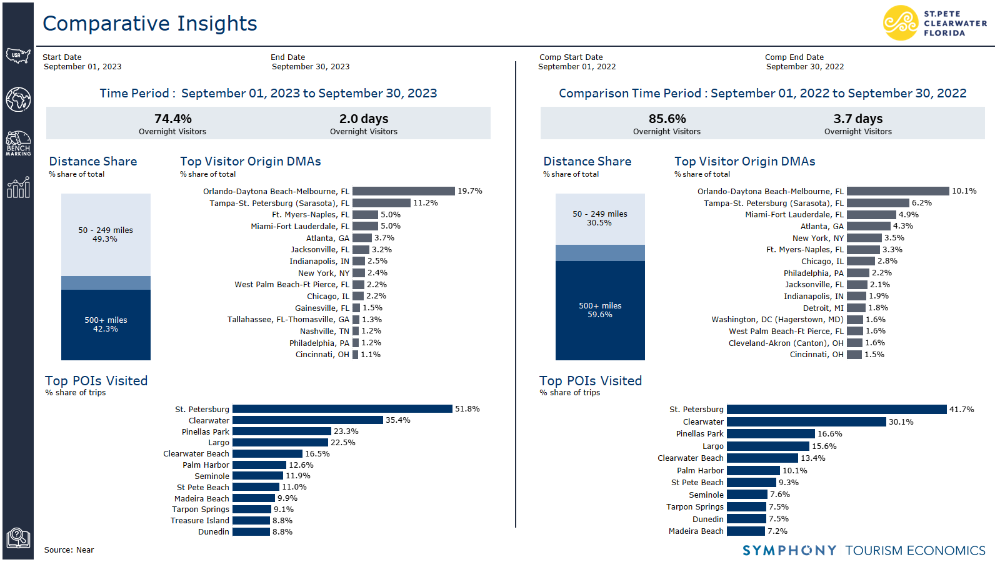 Comparative Insights
ST.PETE
CLEARWATER
FLORIDA
USA
BENCH
MARKING
Start Date
September 01, 2023
End Date
September 30, 2023
Comp Start Date
September 01, 2022
Comp End Date
September 30, 2022
Time Period : September 01, 2023 to September 30, 2023
74.4%
Overnight Visitors
2.0 days
Overnight Visitors
Distance Share
% share of total
50 - 249 miles
49.3%
500+ miles
42.3%
Top Visitor Origin DMAs
% share of total
Orlando-Daytona Beach-Melbourne, FL 19.7%
Tampa-St. Petersburg (Sarasota), FL 11.2%
Ft. Myers-Naples, FL 5.0%
Miami-Fort Lauderdale, FL 5.0%
Atlanta, GA 3.7%
Jacksonville, FL 3.2%
Indianapolis, IN 2.5%
New York, NY 2.4%
West Palm Beach-Ft Pierce, FL 2.2%
Chicago, IL 2.2%
Gainesville, FL 1.5%
Tallahassee, FL-Thomasville, GA 1.3%
Nashville, TN 1.2%
Philadelphia, PA 1.2%
Cincinnati, OH 1.1%
Top POIs Visited
% share of trips
St. Petersburg 51.8%
Clearwater 35.4%
Pinellas Park 23.3%
Largo 22.5%
Clearwater Beach 16.5%
Palm Harbor 12.6%
Seminole 11.9%
St Pete Beach 11.0%
Madeira Beach 9.9%
Tarpon Springs 9.1%
Treasure Island 8.8%
Dunedin 8.8%
Comparison Time Period : September 01, 2022 to September 30, 2022
85.6%
Overnight Visitors
3.7 days
Overnight Visitors
Distance Share
% share of total
50 - 249 miles
30.5%
500+ miles
59.6%
Top Visitor Origin DMAs
% share of total
Orlando-Daytona Beach-Melbourne, FL 10.1%
Tampa-St. Petersburg (Sarasota), FL 6.2%
Miami-Fort Lauderdale, FL 4.9%
Atlanta, GA 4.3%
New York, NY 3.5%
Ft. Myers-Naples, FL 3.3%
Chicago, IL 2.8%
Philadelphia, PA 2.2%
Jacksonville, FL 2.1%
Indianapolis, IN 1.9%
Detroit, MI 1.8%
Washington, DC (Hagerstown, MD) 1.6%
West Palm Beach-Ft Pierce, FL 1.6%
Cleveland-Akron (Canton), OH 1.6%
Cincinnati, OH 1.5%
Top POIs Visited
% share of trips
St. Petersburg 41.7%
Clearwater 30.1%
Pinellas Park 16.6%
Largo 15.6%
Clearwater Beach 13.4%
Palm Harbor 10.1%
St Pete Beach 9.3%
Seminole 7.6%
Tarpon Springs 7.5%
Dunedin 7.5%
Madeira Beach 7.2%
Source: Near
SYMPHONY TOURISM ECONOMICS